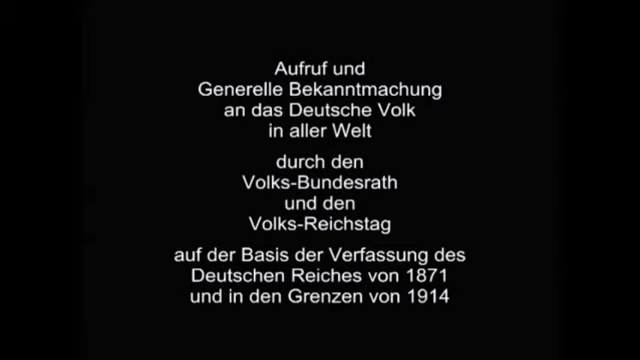 Aufruf und
Generelle Bekanntmachung
an das Deutsche Volk
in aller Welt
durch den
Volks-Bundesrath
und den
Volks-Reichstag
auf der Basis der Verfassung des
Deutschen Reiches von 1871
und in den Grenzen von 1914